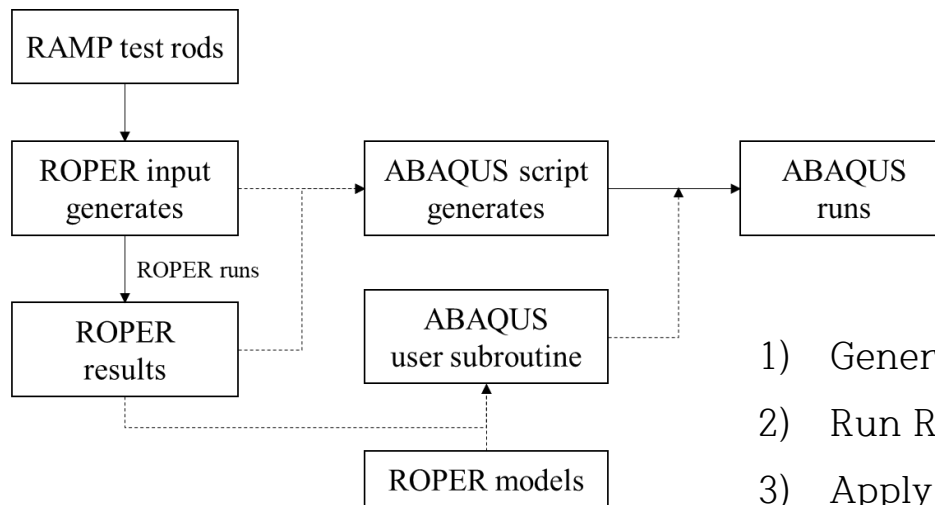 RAMP test rods
ROPER input
generates
ABAQUS script
generates
ABAQUS
runs
ROPER runs
ROPER
results
ABAQUS
user subroutine
ROPER models
1) Gener
2) Run R
3) Apply